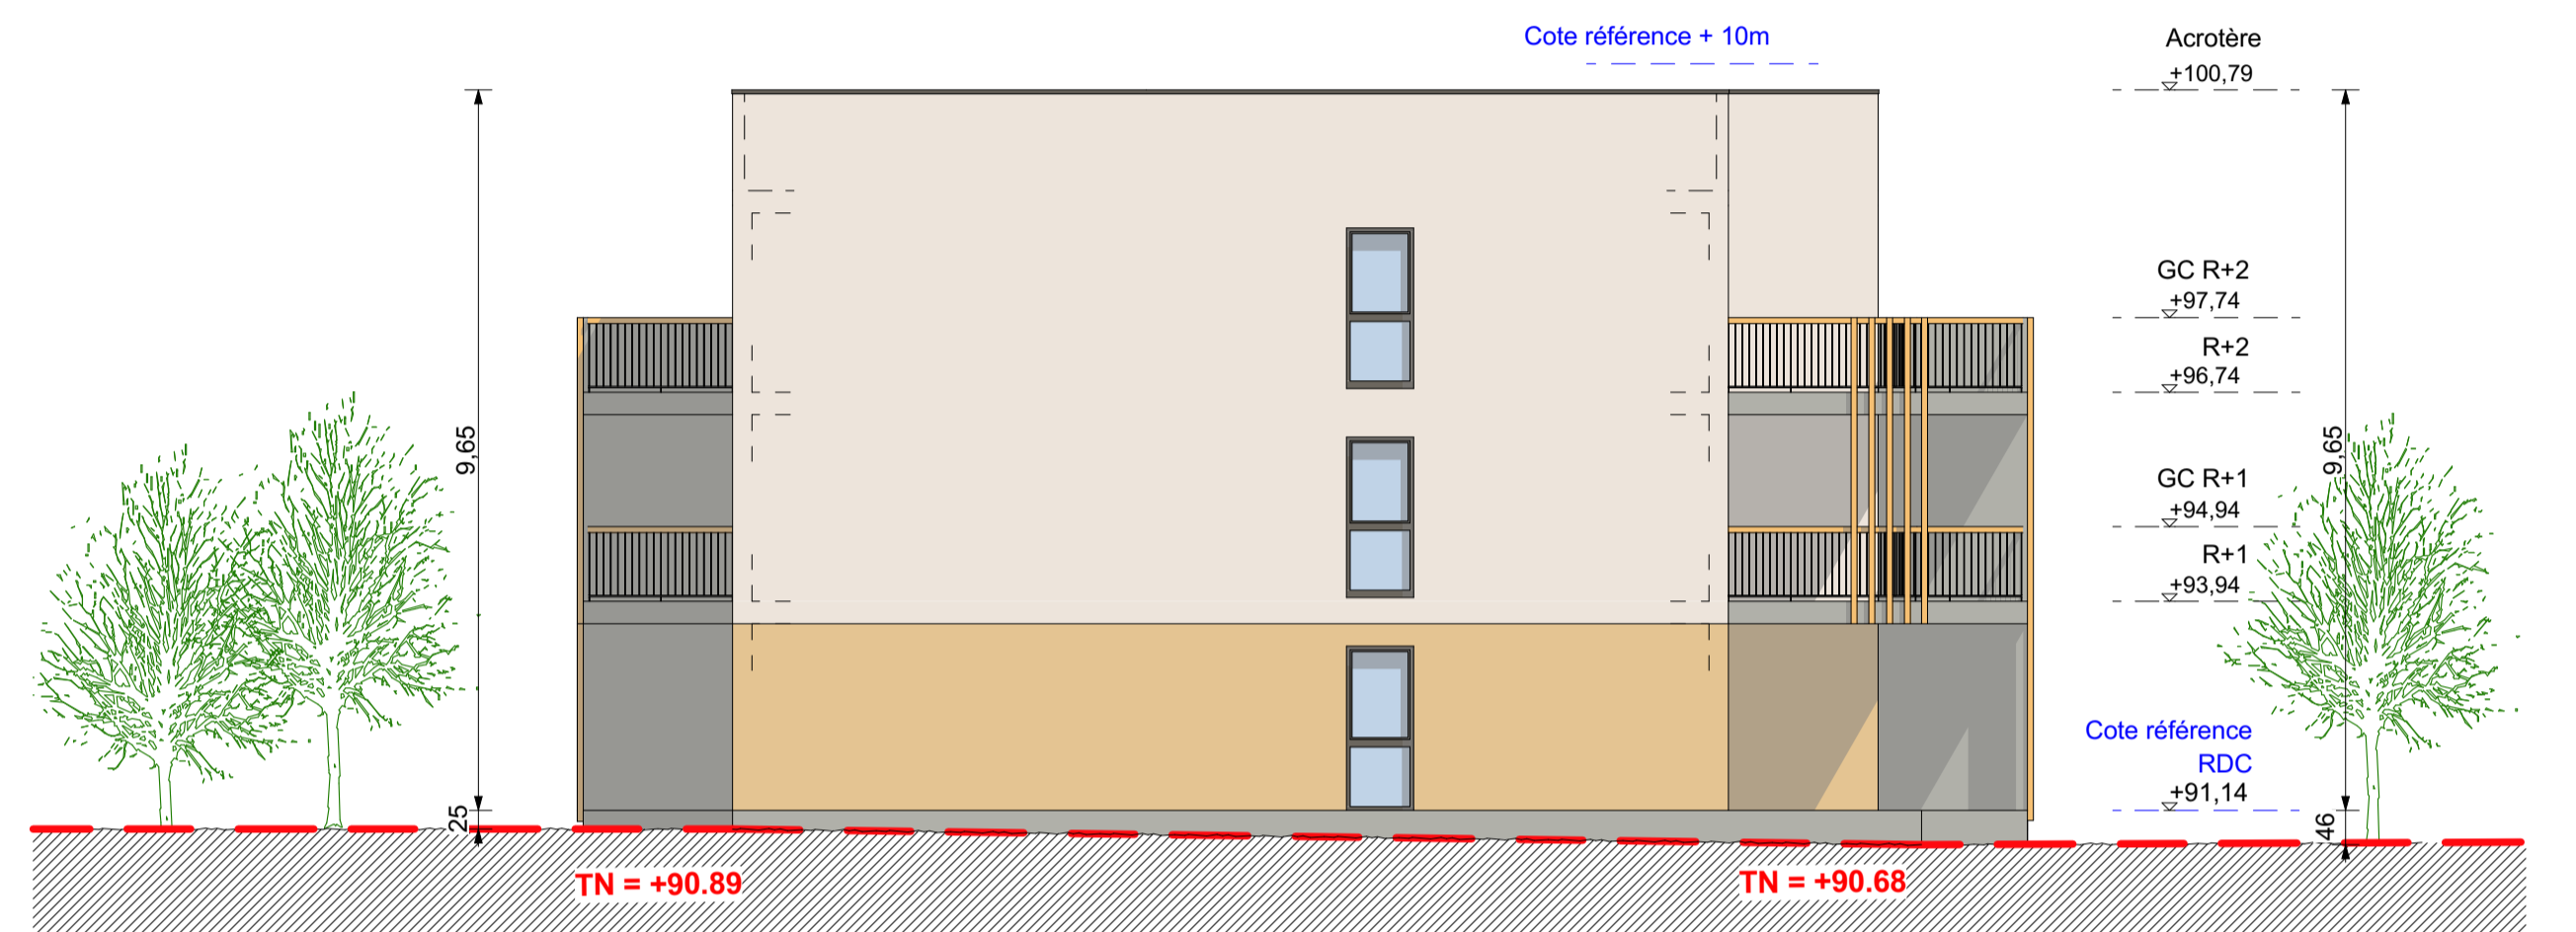 Cote référence + 10m
Acrotère
+100,79
GC R+2
+97,74
R+2
+96,74
9,65
9,65
GC R+1
+94,94
R+1
+93,94
Cote référence
RDC
+91,14
25
46
TN = +90.89
TN = +90.68